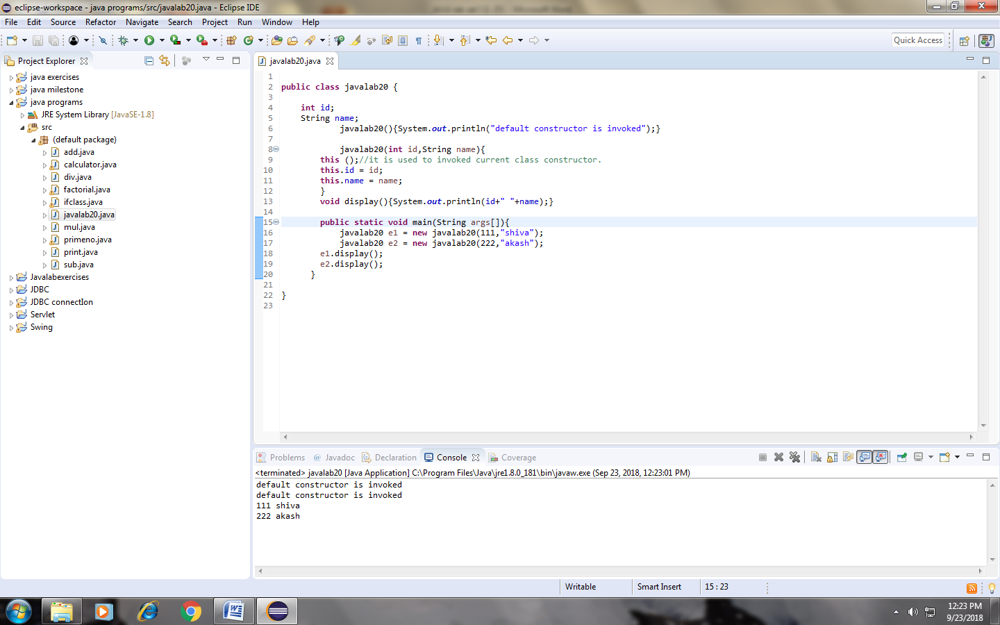 eclipse-workspace - java programs/src/javalab20.java - Eclipse IDE
File Edit Source Refactor Navigate Search Project Run Window Help
Quick Access
Project Explorer
java exercises
java milestone
java programs
JRE System Library [JavaSE-1.8]
src
(default package)
add.java
calculator.java
div.java
factorial.java
ifclass.java
javalab20.java
mul.java
primeno.java
print.java
sub.java
Javalabexercises
JDBC
JDBC connectIon
Servlet
Swing
javalab20.java
1
2 public class javalab20 {
3
4 int id;
5 String name;
6 javalab20(){System.out.println("default constructor is invoked");}
7
8 javalab20(int id,String name){
9 this ();//it is used to invoked current class constructor.
10 this.id = id;
11 this.name = name;
12 }
13 void display(){System.out.println(id+" "+name);}
14
15 public static void main(String args[]){
16 javalab20 e1 = new javalab20(111,"shiva");
17 javalab20 e2 = new javalab20(222,"akash");
18 e1.display();
19 e2.display();
20 }
21
22 }
23
Problems @ Javadoc Declaration Console Coverage
<terminated> javalab20 [Java Application] C:\Program Files\Java\jre1.8.0_181\bin\javaw.exe (Sep 23, 2018, 12:23:01 PM)
default constructor is invoked
default constructor is invoked
111 shiva
222 akash
Writable Smart Insert 15 : 23
12:23 PM
9/23/2018